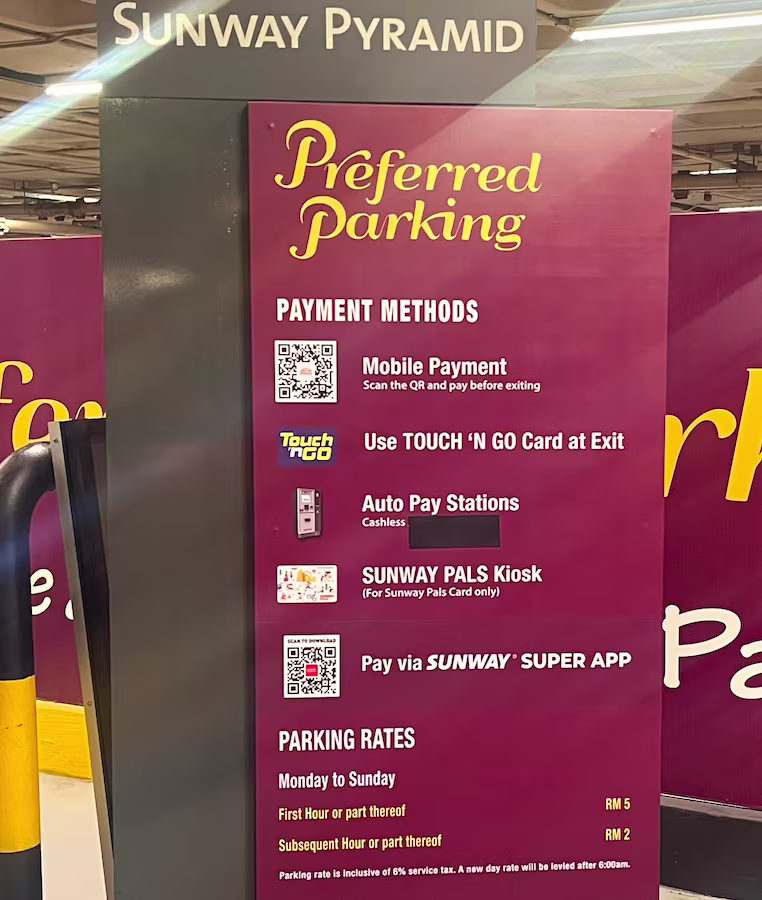 SUNWAY PYRAMID
Preferred
Parking
PAYMENT METHODS
Mobile Payment
Scan the QR and pay before exiting
Touch
'n GO
Use TOUCH ‘N GO Card at Exit
Auto Pay Stations
Cashless
SUNWAY PALS Kiosk
(For Sunway Pals Card only)
SCAN TO DOWNLOAD
Pay via SUNWAY® SUPER APP
PARKING RATES
Monday to Sunday
First Hour or part thereof RM 5
Subsequent Hour or part thereof RM 2
Parking rate is inclusive of 6% service tax. A new day rate will be levied after 6:00am.